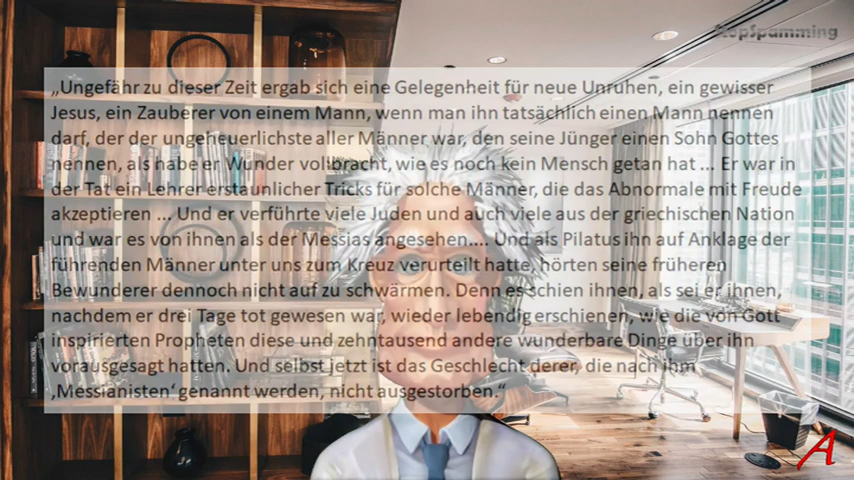 StopSpamming
„Ungefähr zu dieser Zeit ergab sich eine Gelegenheit für neue Unruhen, ein gewisser
Jesus, ein Zauberer von einem Mann, wenn man ihn tatsächlich einen Mann nennen
darf, der der ungeheuerlichste aller Männer war, den seine Jünger einen Sohn Gottes
nennen, als habe er Wunder vollbracht, wie es noch kein Mensch getan hat ... Er war in
der Tat ein Lehrer erstaunlicher Tricks für solche Männer, die das Abnormale mit Freude
akzeptieren ... Und er verführte viele Juden und auch viele aus der griechischen Nation
und war es von ihnen als der Messias angesehen.... Und als Pilatus ihn auf Anklage der
führenden Männer unter uns zum Kreuz verurteilt hatte, hörten seine früheren
Bewunderer dennoch nicht auf zu schwärmen. Denn es schien ihnen, als sei er ihnen,
nachdem er drei Tage tot gewesen war, wieder lebendig erschienen, wie die von Gott
inspirierten Propheten diese und zehntausend andere wunderbare Dinge über ihn
vorausgesagt hatten. Und selbst jetzt ist das Geschlecht derer, die nach ihm
‚Messianisten‘ genannt werden, nicht ausgestorben.“
A